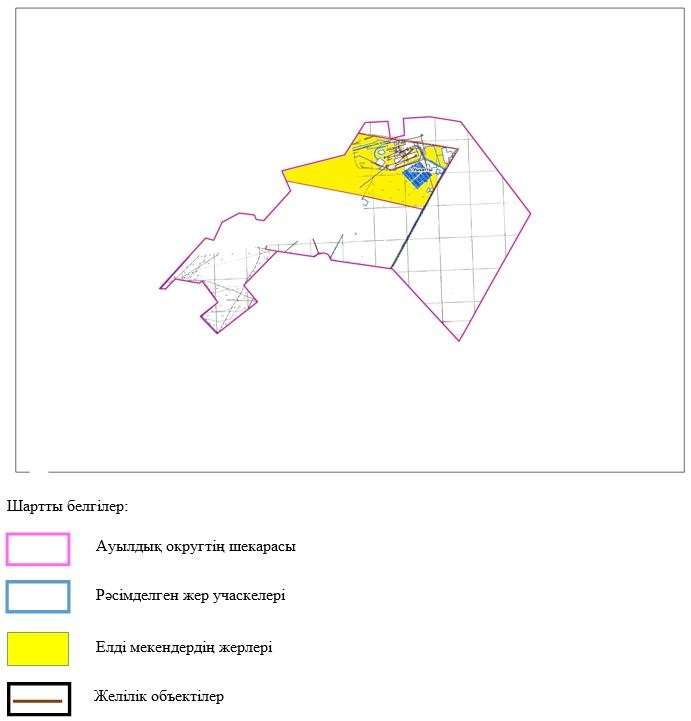 Шартты белгілер:
Ауылдық округтің шекарасы
Рәсімделген жер учаскелері
Елді мекендердің жерлері
Желілік объектілер